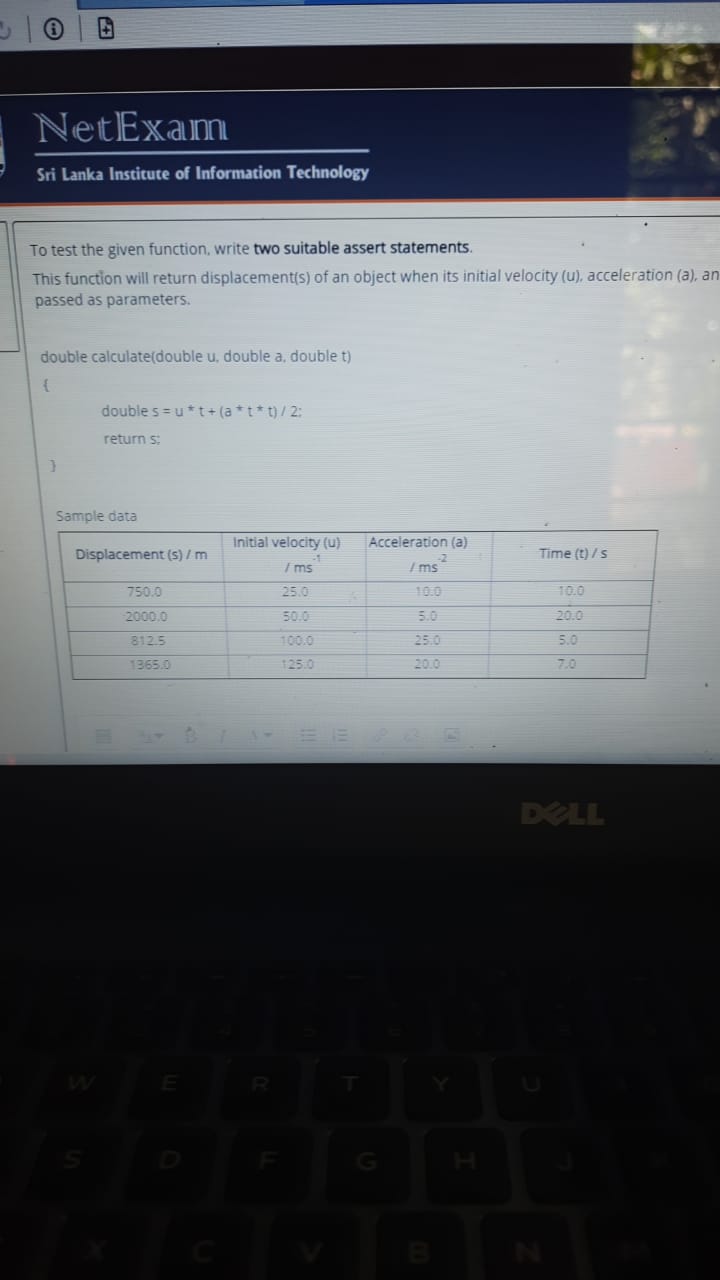 NetExam
Sri Lanka Institute of Information Technology
To test the given function, write two suitable assert statements.
This function will return displacement(s) of an object when its initial velocity (u), acceleration (a), an
passed as parameters.
double calculate(double u, double a, double t)
{
double s = u * t + (a * t * t) / 2;
return s;
}
Sample data
Displacement (s) / m Initial velocity (u) / ms-1 Acceleration (a) / ms-2 Time (t) / s
750.0 25.0 10.0 10.0
2000.0 50.0 5.0 20.0
812.5 100.0 25.0 5.0
1365.0 125.0 20.0 7.0
DELL
W E R T Y U
S D F G H J
X C V B N